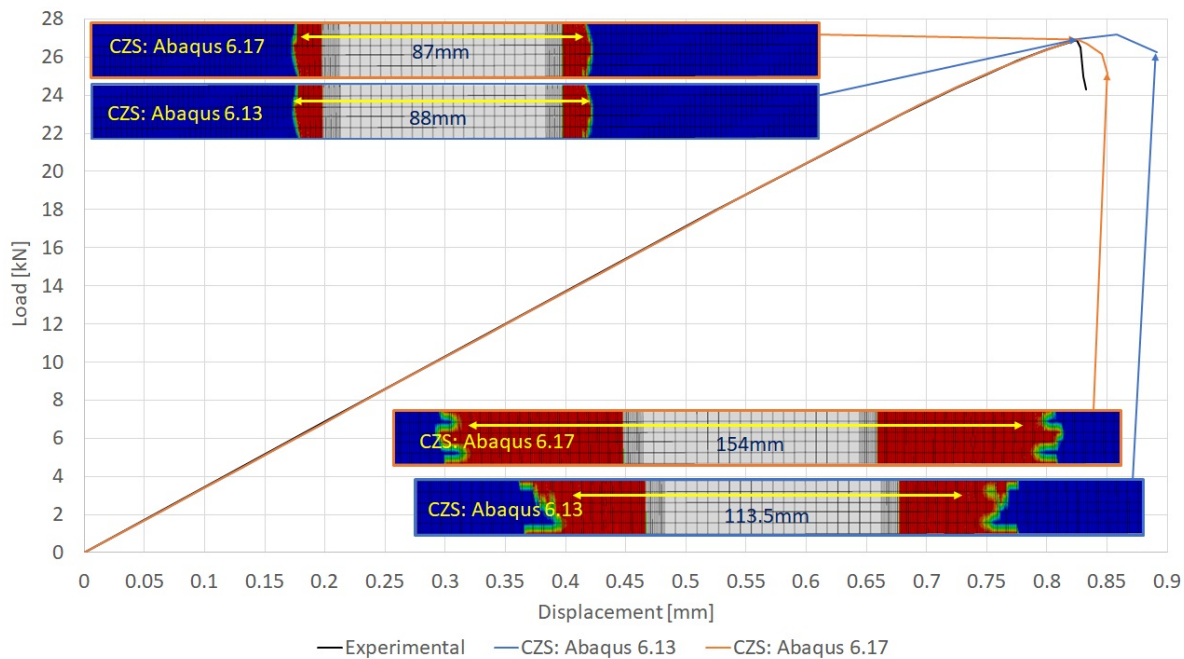 28
26
24
22
20
18
16
14
12
10
8
6
4
2
0
Load [kN]
CZS: Abaqus 6.17
87mm
CZS: Abaqus 6.13
88mm
CZS: Abaqus 6.17
154mm
CZS: Abaqus 6.13
113.5mm
0 0.05 0.1 0.15 0.2 0.25 0.3 0.35 0.4 0.45 0.5 0.55 0.6 0.65 0.7 0.75 0.8 0.85 0.9
Displacement [mm]
Experimental CZS: Abaqus 6.13 CZS: Abaqus 6.17